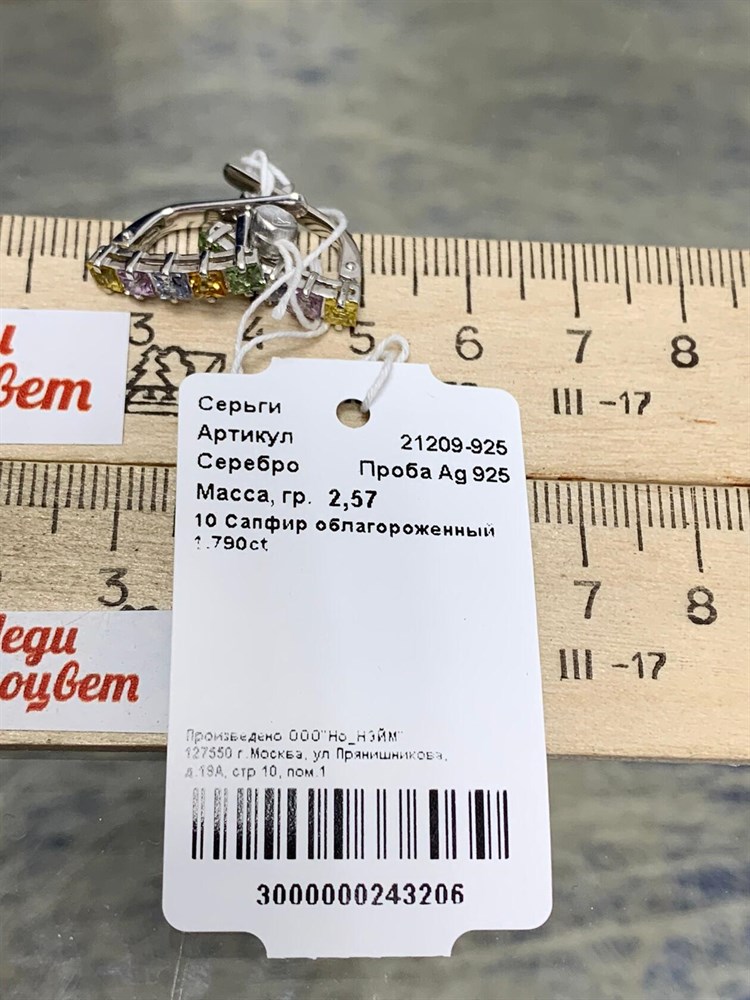 3 4 5 6 7 8
III -17
вет
Серьги
Артикул 21209-925
Серебро Проба Ag 925
Масса, гр. 2,57
10 Сапфир облагороженный
1.790ct
3 7 8
III -17
леди
оцвет
Произведено ООО"Но_Нэйм"
127550 г.Москва, ул Прянишникова,
д.19А, стр 10, пом.1
3000000243206